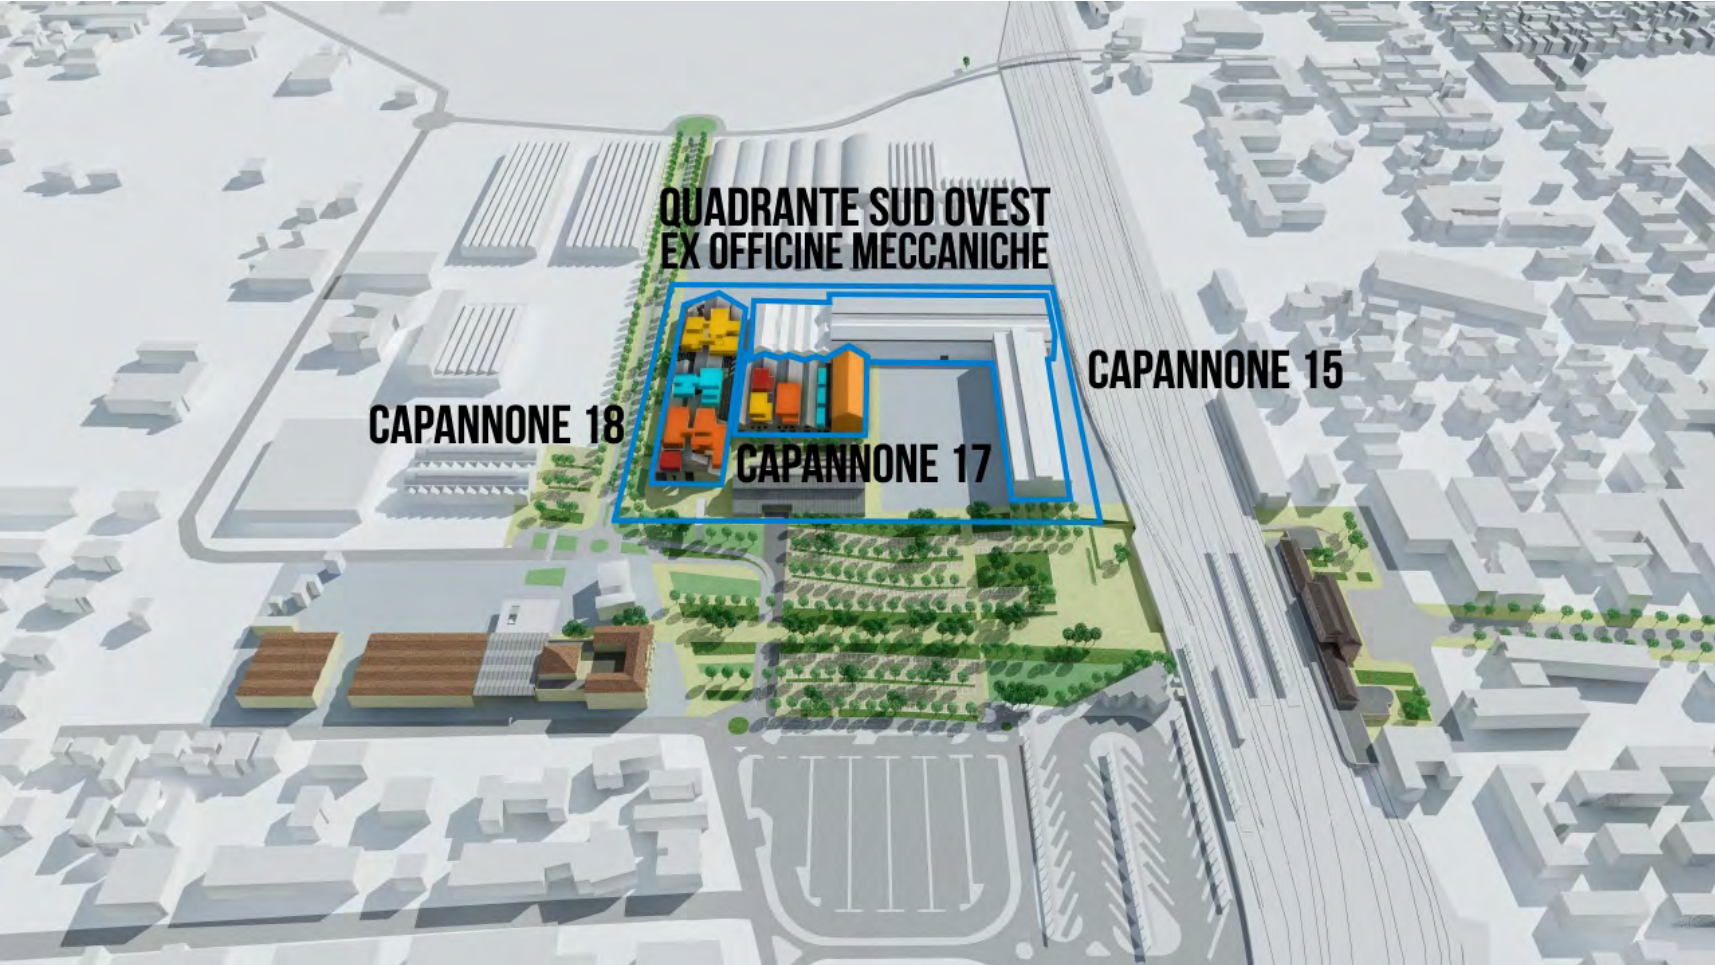 QUADRANTE SUD OVEST
EX OFFICINE MECCANICHE
CAPANNONE 15
CAPANNONE 18
CAPANNONE 17